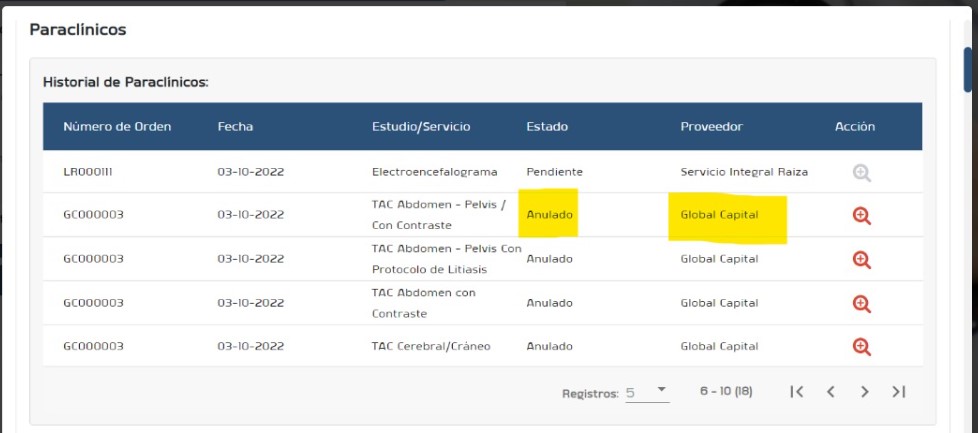 Paraclínicos
Historial de Paraclínicos:
Número de Orden Fecha Estudio/Servicio Estado Proveedor Acción
LR000111 03-10-2022 Electroencefalograma Pendiente Servicio Integral Raiza
GC000003 03-10-2022 TAC Abdomen - Pelvis / Con Contraste Anulado Global Capital
GC000003 03-10-2022 TAC Abdomen - Pelvis Con Protocolo de Litiasis Anulado Global Capital
GC000003 03-10-2022 TAC Abdomen con Contraste Anulado Global Capital
GC000003 03-10-2022 TAC Cerebral/Cráneo Anulado Global Capital
Registros: 5 6 - 10 (18)